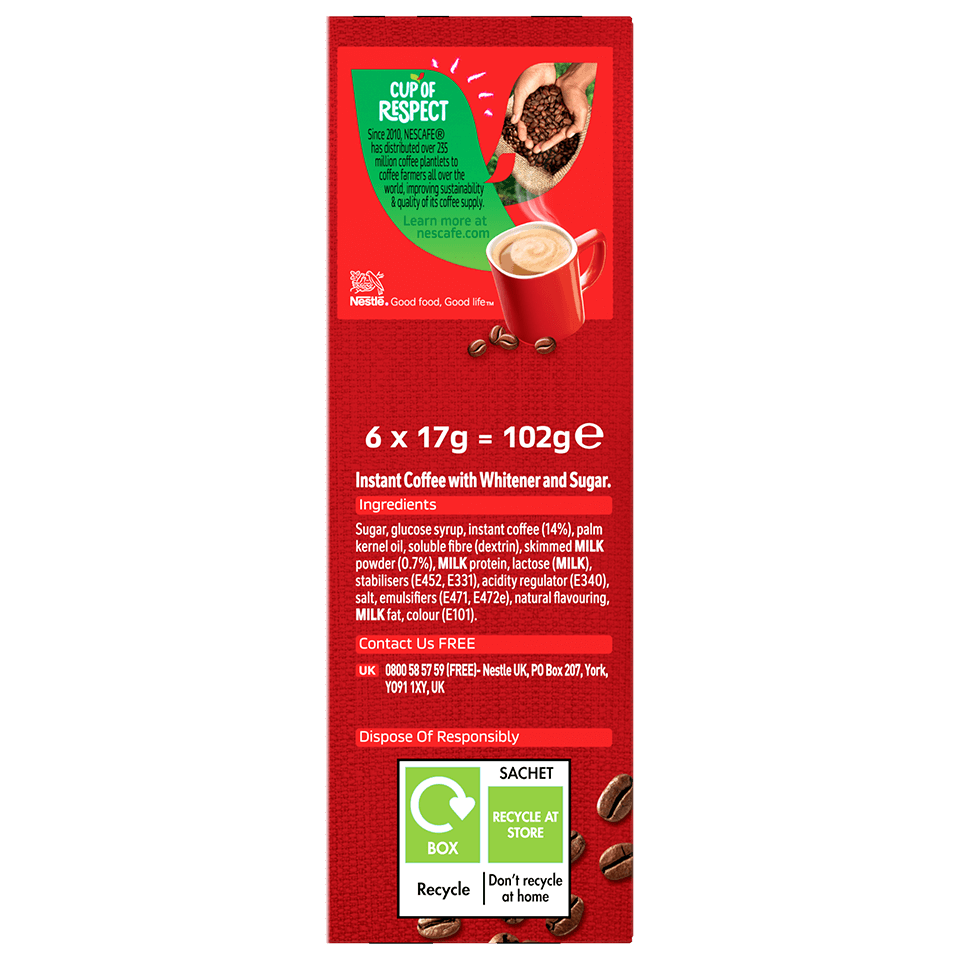 CUP OF
RESPECT
Since 2010, NESCAFE®
has distributed over 235
million coffee plantlets to
coffee farmers all over the
world, improving sustainability
& quality of its coffee supply.
Learn more at
nescafe.com
Nestlé. Good food, Good life™
6 x 17g = 102g℮
Instant Coffee with Whitener and Sugar.
Ingredients
Sugar, glucose syrup, instant coffee (14%), palm
kernel oil, soluble fibre (dextrin), skimmed MILK
powder (0.7%), MILK protein, lactose (MILK),
stabilisers (E452, E331), acidity regulator (E340),
salt, emulsifiers (E471, E472e), natural flavouring,
MILK fat, colour (E101).
Contact Us FREE
UK 0800 58 57 59 (FREE)- Nestle UK, PO Box 207, York,
YO91 1XY, UK
Dispose Of Responsibly
SACHET
RECYCLE AT
STORE
BOX
Recycle
Don't recycle
at home